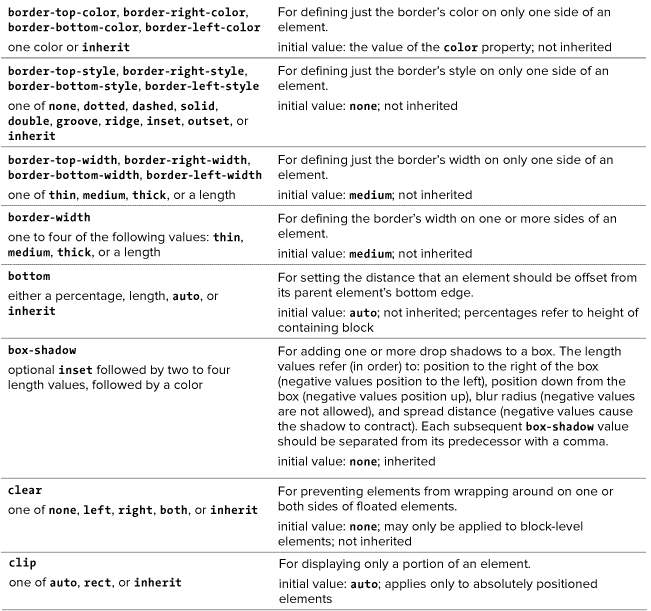 border-top-color, border-right-color,
border-bottom-color, border-left-color
one color or inherit
For defining just the border's color on only one side of an
element.
initial value: the value of the color property; not inherited
border-top-style, border-right-style,
border-bottom-style, border-left-style
one of none, dotted, dashed, solid,
double, groove, ridge, inset, outset, or
inherit
For defining just the border's style on only one side of an
element.
initial value: none; not inherited
border-top-width, border-right-width,
border-bottom-width, border-left-width
one of thin, medium, thick, or a length
For defining just the border's width on only one side of an
element.
initial value: medium; not inherited
border-width
one to four of the following values: thin,
medium, thick, or a length
For defining the border's width on one or more sides of an
element.
initial value: medium; not inherited
bottom
either a percentage, length, auto, or
inherit
For setting the distance that an element should be offset from
its parent element's bottom edge.
initial value: auto; not inherited; percentages refer to height of
containing block
box-shadow
optional inset followed by two to four
length values, followed by a color
For adding one or more drop shadows to a box. The length
values refer (in order) to: position to the right of the box
(negative values position to the left), position down from the
box (negative values position up), blur radius (negative values
are not allowed), and spread distance (negative values cause
the shadow to contract). Each subsequent box-shadow value
should be separated from its predecessor with a comma.
initial value: none; inherited
clear
one of none, left, right, both, or inherit
For preventing elements from wrapping around on one or
both sides of floated elements.
initial value: none; may only be applied to block-level
elements; not inherited
clip
one of auto, rect, or inherit
For displaying only a portion of an element.
initial value: auto; applies only to absolutely positioned
elements